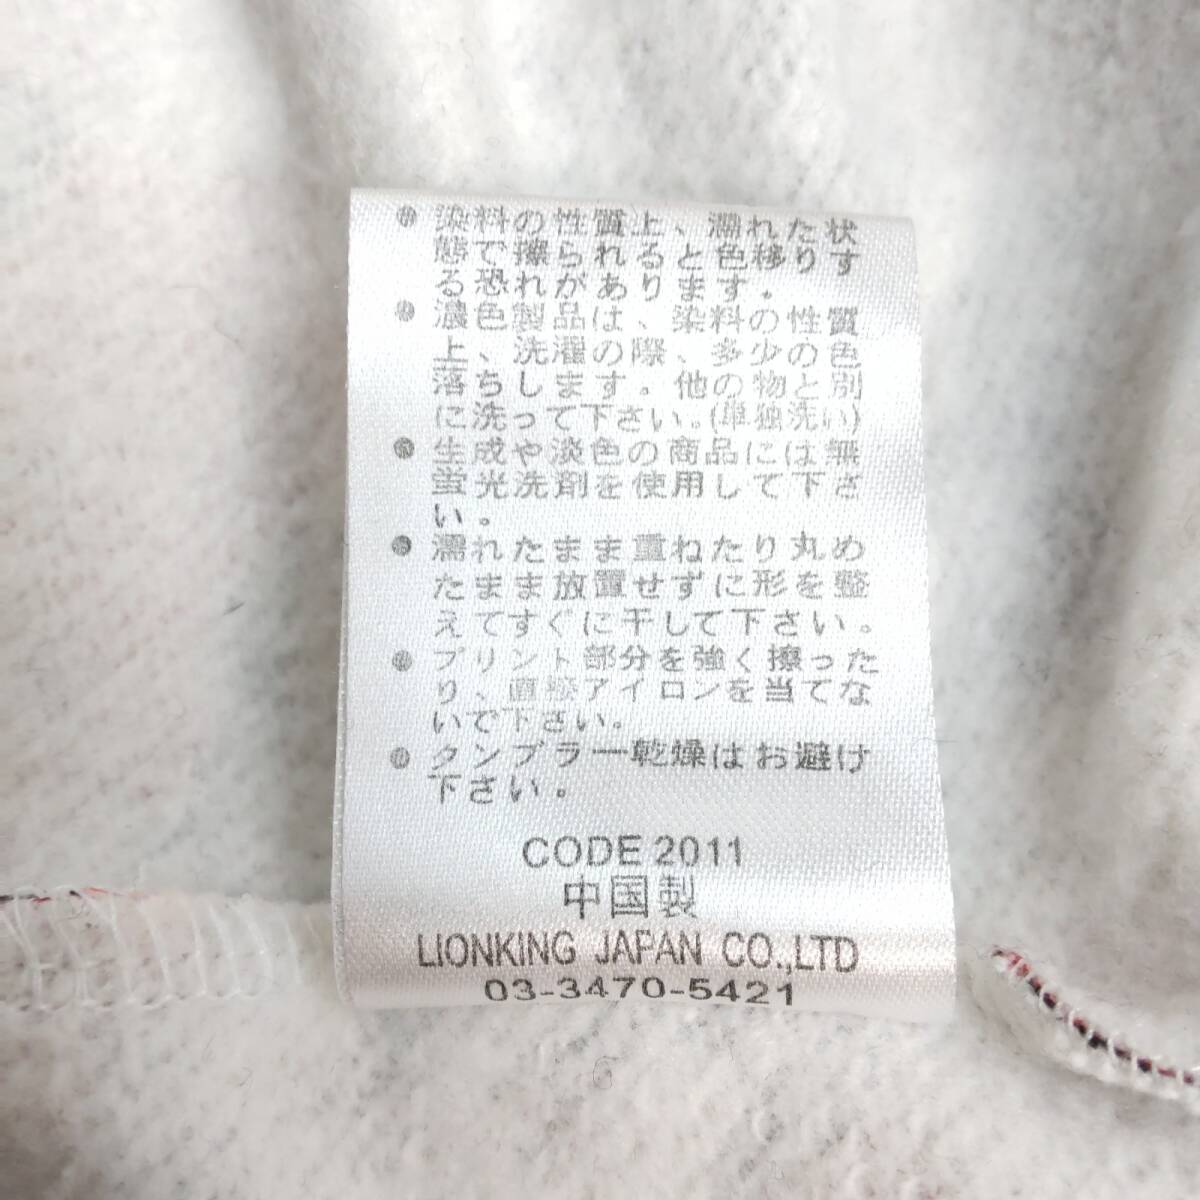 ● 染料の性質上、濡れたり状
態で擦られるると色移りす
る恐れがあります。
● 濃色製品は、染料の性質
上、洗濯の際、多少の色
落ちします。他の物と別
に洗って下さい。(単独洗い)
● 生成や淡色の商品には無
蛍光洗剤を使用して下さ
い。
● 濡れたまま重ねたり丸め
たまま放置せずに形を整
えてすぐに干して下さい。
● プリント部分を強く擦った
り、直接アイロンを当てな
いで下さい。
● タンブラー乾燥はお避け
下さい。
CODE 2011
中国製
LIONKING JAPAN CO.,LTD
03-3470-5421